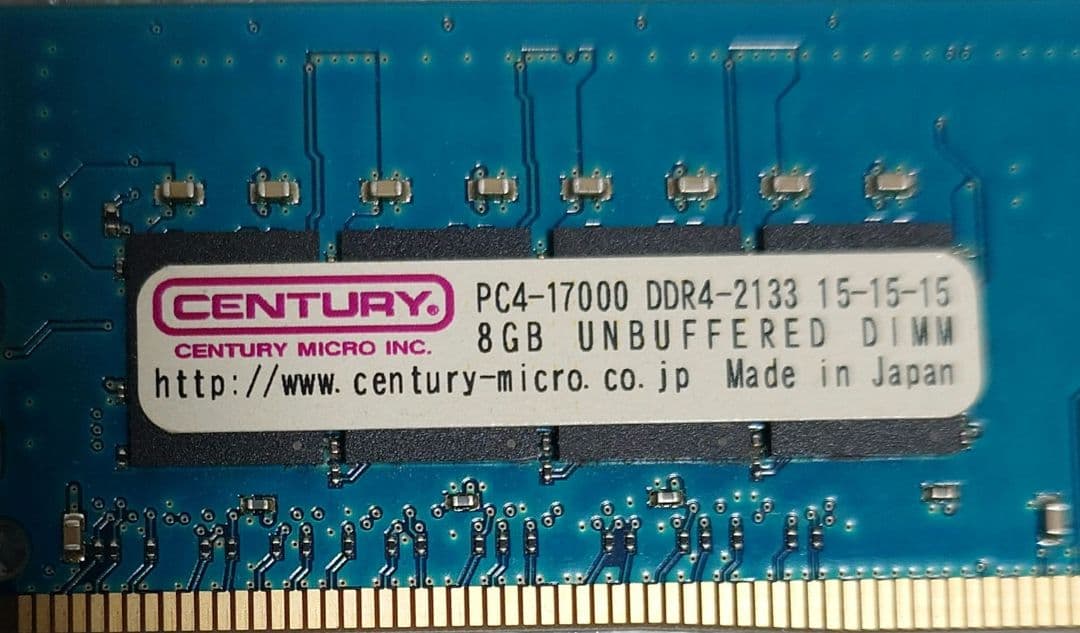 CENTURY®
CENTURY MICRO INC.
PC4-17000 DDR4-2133 15-15-15
8GB UNBUFFERED DIMM
http://www.century-micro.co.jp Made in Japan